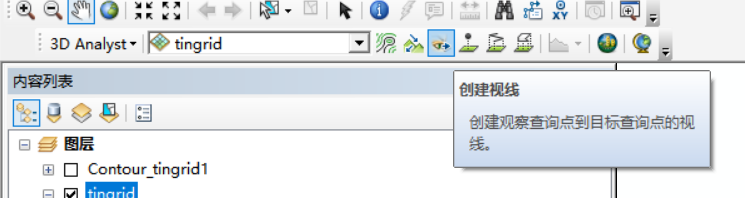 XY
3D Analyst
tingrid
内容列表
创建视线
创建观察查询点到目标查询点的视
线。
图层
Contour_tingrid1
tingrid